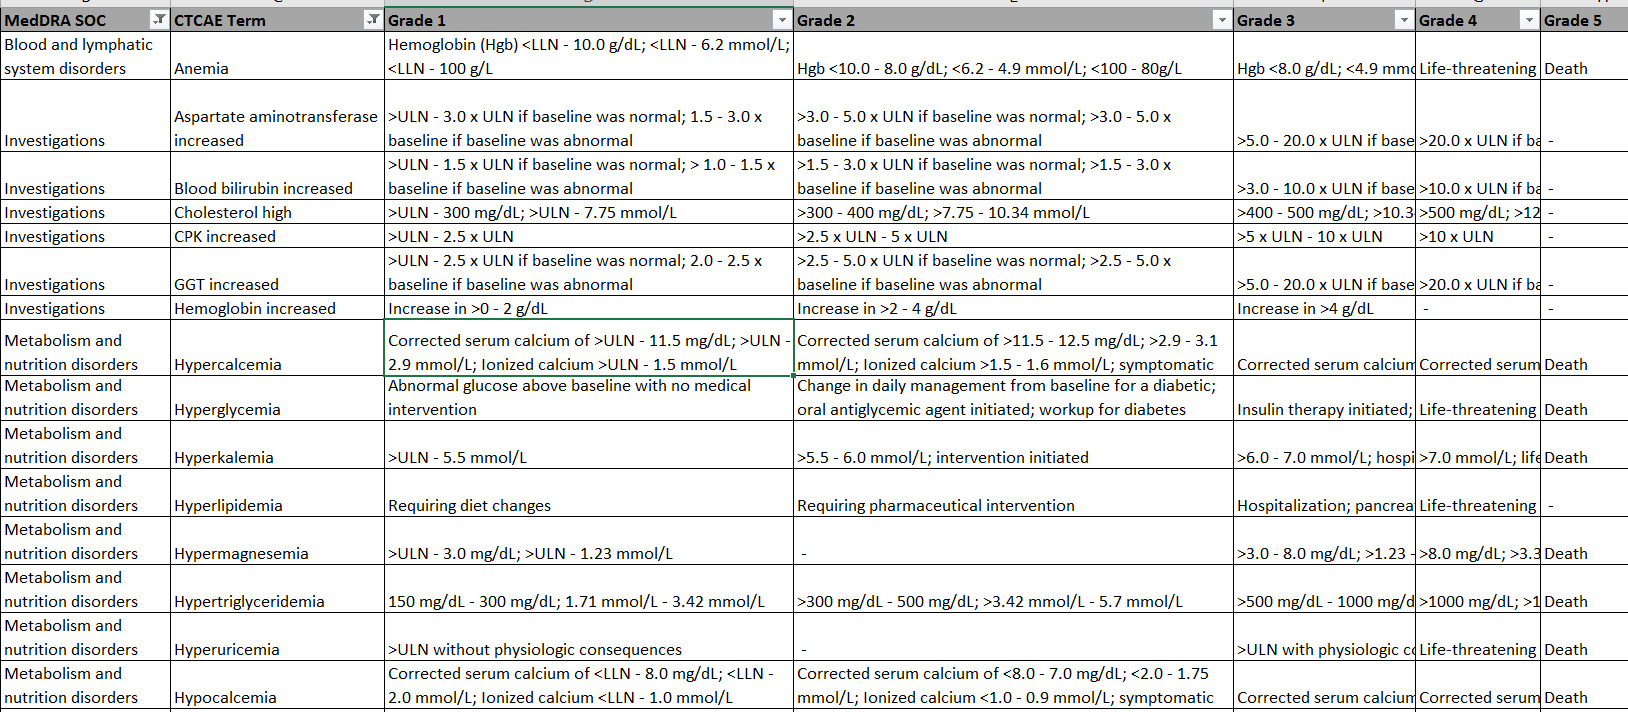 MedDRA SOC CTCAE Term Grade 1 Grade 2 Grade 3 Grade 4 Grade 5
Blood and lymphatic
system disorders
Anemia
Hemoglobin (Hgb) <LLN - 10.0 g/dL; <LLN - 6.2 mmol/L;
<LLN - 100 g/L
Hgb <10.0 - 8.0 g/dL; <6.2 - 4.9 mmol/L; <100 - 80g/L
Hgb <8.0 g/dL; <4.9
Life-threatening
Death
Investigations
Aspartate aminotransferase
increased
>ULN - 3.0 x ULN if baseline was normal; 1.5 - 3.0 x
baseline if baseline was abnormal
>3.0 - 5.0 x ULN if baseline was normal; >3.0 - 5.0 x
baseline if baseline was abnormal
>5.0 - 20.0 x ULN if base
>20.0 x ULN if ba
-
Investigations
Blood bilirubin increased
>ULN - 1.5 x ULN if baseline was normal; > 1.0 - 1.5 x
baseline if baseline was abnormal
>1.5 - 3.0 x ULN if baseline was normal; >1.5 - 3.0 x
baseline if baseline was abnormal
>3.0 - 10.0 x ULN if base
>10.0 x ULN if ba
-
Investigations
Cholesterol high
>ULN - 300 mg/dL; >ULN - 7.75 mmol/L
>300 - 400 mg/dL; >7.75 - 10.34 mmol/L
>400 - 500 mg/dL; >10.3
>500 mg/dL; >12
-
Investigations
CPK increased
>ULN - 2.5 x ULN
>2.5 x ULN - 5 x ULN
>5 x ULN - 10 x ULN
>10 x ULN
-
Investigations
GGT increased
>ULN - 2.5 x ULN if baseline was normal; 2.0 - 2.5 x
baseline if baseline was abnormal
>2.5 - 5.0 x ULN if baseline was normal; >2.5 - 5.0 x
baseline if baseline was abnormal
>5.0 - 20.0 x ULN if base
>20.0 x ULN if ba
-
Investigations
Hemoglobin increased
Increase in >0 - 2 g/dL
Increase in >2 - 4 g/dL
Increase in >4 g/dL
-
-
Metabolism and
nutrition disorders
Hypercalcemia
Corrected serum calcium of >ULN - 11.5 mg/dL; >ULN -
2.9 mmol/L; Ionized calcium >ULN - 1.5 mmol/L
Corrected serum calcium of >11.5 - 12.5 mg/dL; >2.9 - 3.1
mmol/L; Ionized calcium >1.5 - 1.6 mmol/L; symptomatic
Corrected serum calcium
Corrected serum
Death
Metabolism and
nutrition disorders
Hyperglycemia
Abnormal glucose above baseline with no medical
intervention
Change in daily management from baseline for a diabetic;
oral antiglycemic agent initiated; workup for diabetes
Insulin therapy initiated;
Life-threatening
Death
Metabolism and
nutrition disorders
Hyperkalemia
>ULN - 5.5 mmol/L
>5.5 - 6.0 mmol/L; intervention initiated
>6.0 - 7.0 mmol/L; hospi
>7.0 mmol/L; life
Death
Metabolism and
nutrition disorders
Hyperlipidemia
Requiring diet changes
Requiring pharmaceutical intervention
Hospitalization; pancrea
Life-threatening
-
Metabolism and
nutrition disorders
Hypermagnesemia
>ULN - 3.0 mg/dL; >ULN - 1.23 mmol/L
-
>3.0 - 8.0 mg/dL; >1.23 -
>8.0 mg/dL; >3.3
Death
Metabolism and
nutrition disorders
Hypertriglyceridemia
150 mg/dL - 300 mg/dL; 1.71 mmol/L - 3.42 mmol/L
>300 mg/dL - 500 mg/dL; >3.42 mmol/L - 5.7 mmol/L
>500 mg/dL - 1000 mg/d
>1000 mg/dL; >1
Death
Metabolism and
nutrition disorders
Hyperuricemia
>ULN without physiologic consequences
-
>ULN with physiologic co
Life-threatening
Death
Metabolism and
nutrition disorders
Hypocalcemia
Corrected serum calcium of <LLN - 8.0 mg/dL; <LLN -
2.0 mmol/L; Ionized calcium <LLN - 1.0 mmol/L
Corrected serum calcium of <8.0 - 7.0 mg/dL; <2.0 - 1.75
mmol/L; Ionized calcium <1.0 - 0.9 mmol/L; symptomatic
Corrected serum calcium
Corrected serum
Death